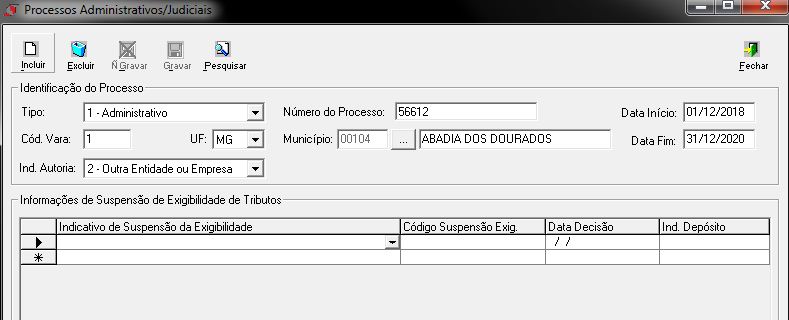 Processos Administrativos/Judiciais
Incluir Excluir Ñ Gravar Gravar Pesquisar Fechar
Identificação do Processo
Tipo: 1 - Administrativo Número do Processo: 56612 Data Início: 01/12/2018
Cód. Vara: 1 UF: MG Município: 00104 ... ABADIA DOS DOURADOS Data Fim: 31/12/2020
Ind. Autoria: 2 - Outra Entidade ou Empresa
Informações de Suspensão de Exigibilidade de Tributos
Indicativo de Suspensão da Exigibilidade Código Suspensão Exig. Data Decisão Ind. Depósito
/ /